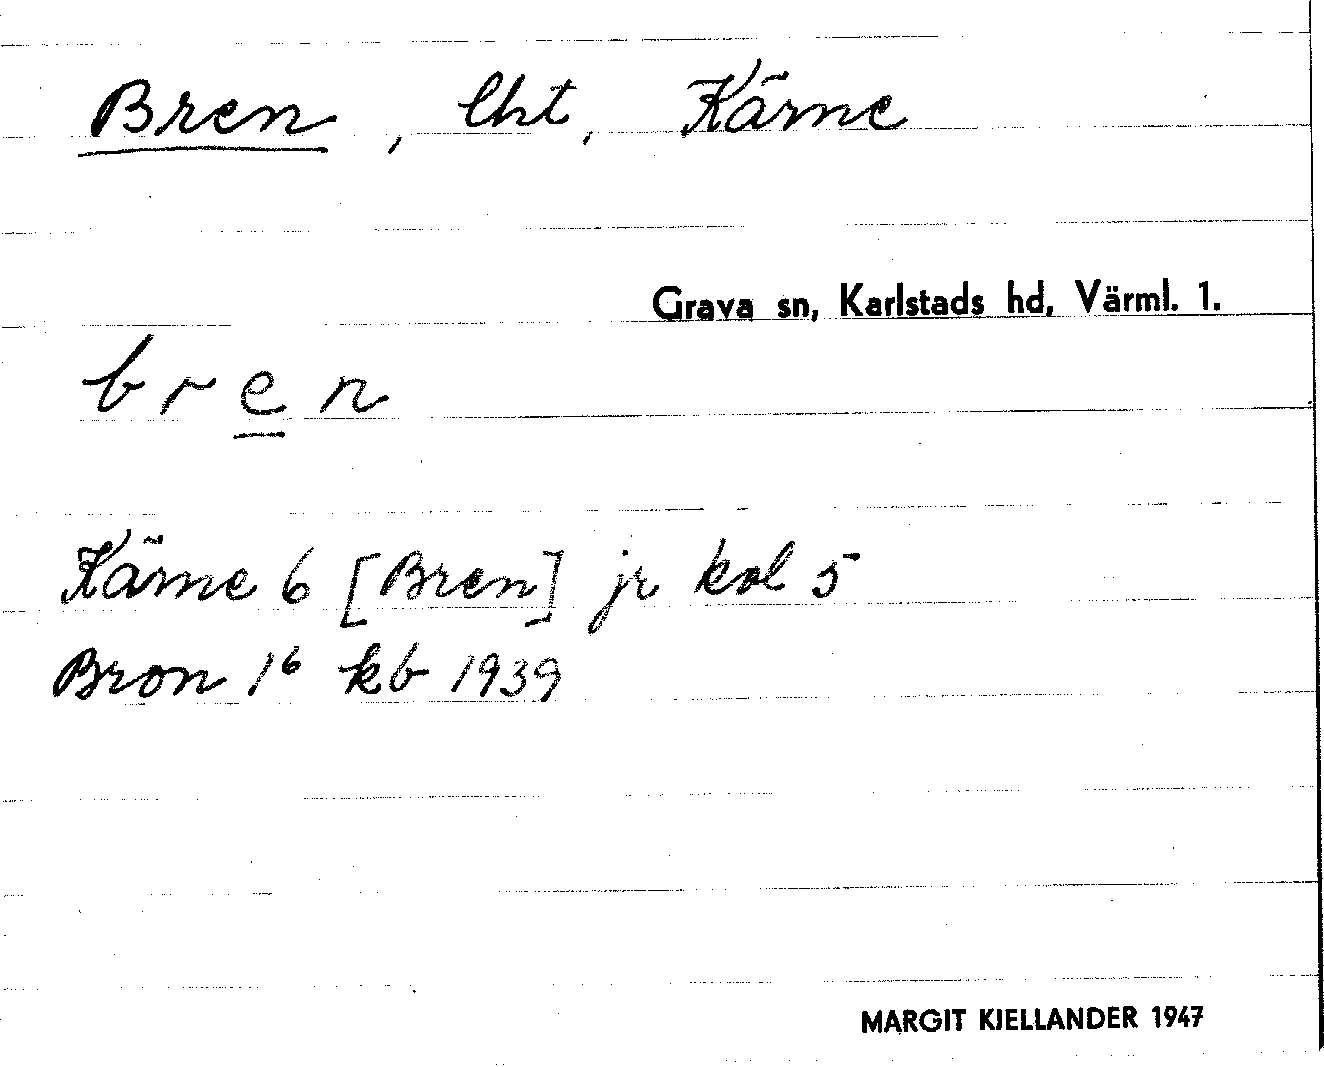 Bren, lht, Kärne
Grava sn, Karlstads hd, Värml. 1.
bren
Kärne 6 [Bren] jr kol 5
Bron 1⁶ kb 1939
MARGIT KJELLANDER 1947